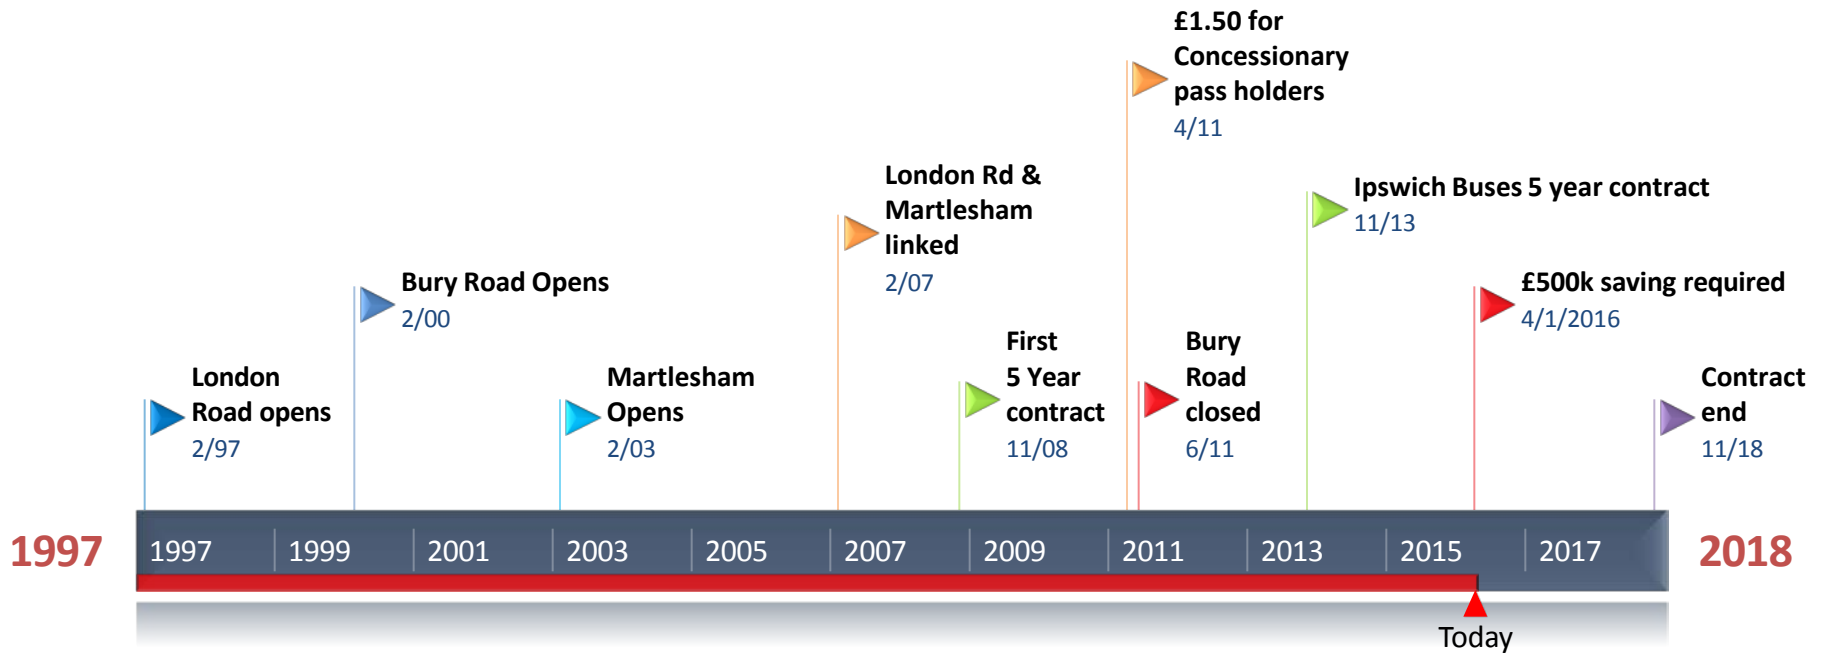 £1.50 for
Concessionary
pass holders
4/11
London Rd &
Martlesham
linked
2/07
Ipswich Buses 5 year contract
11/13
Bury Road Opens
2/00
£500k saving required
4/1/2016
First
5 Year
contract
11/08
Bury
Road
closed
6/11
London
Road opens
2/97
Martlesham
Opens
2/03
Contract
end
11/18
1997
1997 1999 2001 2003 2005 2007 2009 2011 2013 2015 2017
2018
Today